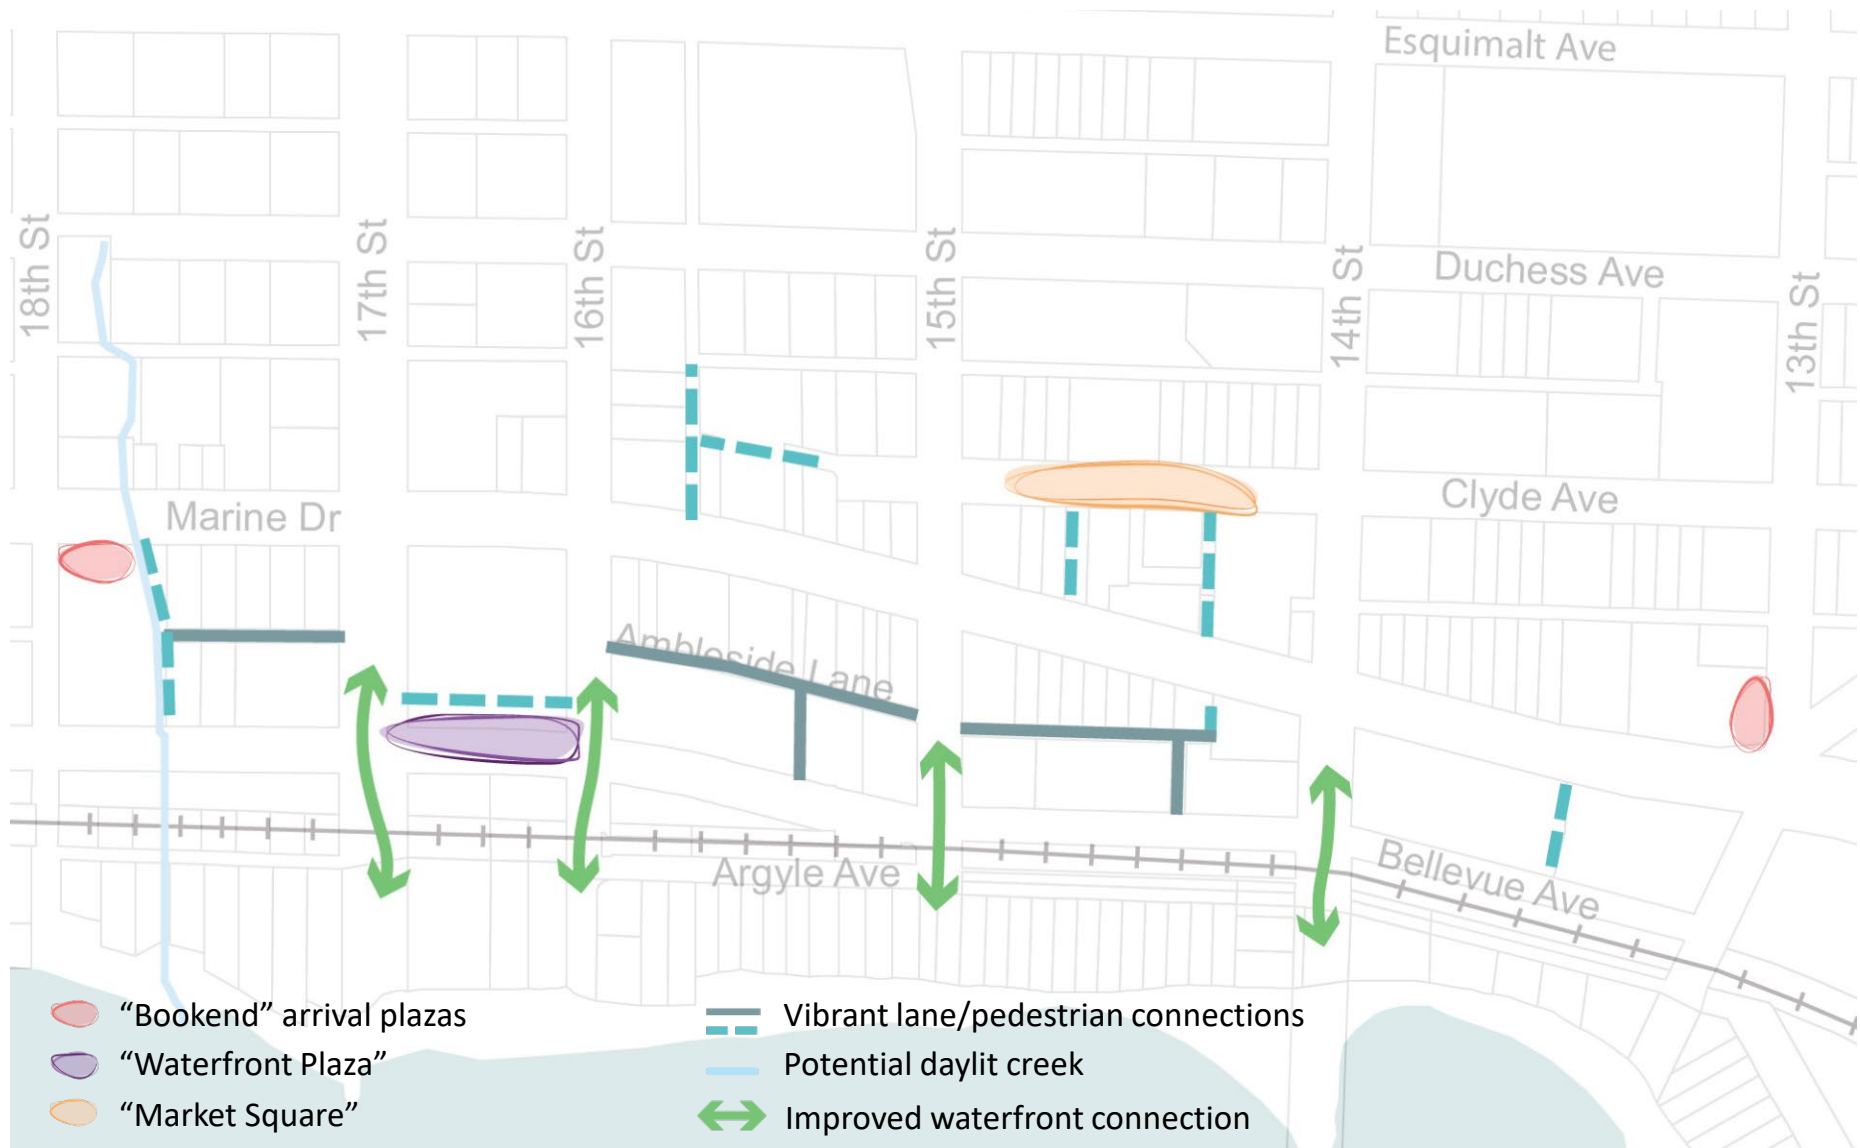 Esquimalt Ave
18th St
17th St
16th St
15th St
14th St
Duchess Ave
13th St
Marine Dr
Clyde Ave
Ambleside Lane
Argyle Ave
Bellevue Ave
“Bookend” arrival plazas
“Waterfront Plaza”
“Market Square”
Vibrant lane/pedestrian connections
Potential daylit creek
Improved waterfront connection